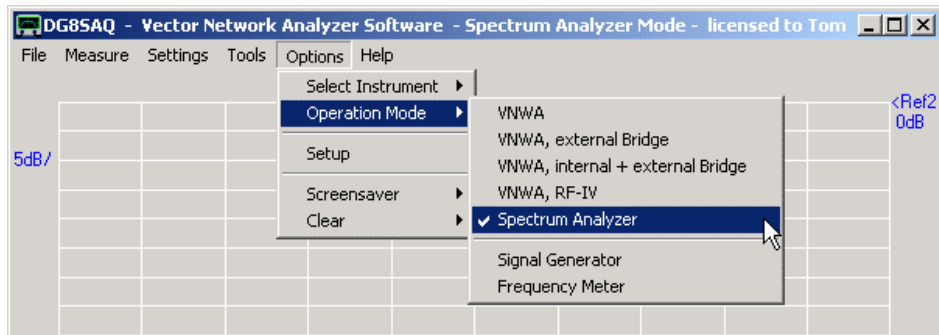 DG8SAQ - Vector Network Analyzer Software - Spectrum Analyzer Mode - licensed to Tom
File Measure Settings Tools Options Help
Select Instrument
Operation Mode
Setup
Screensaver
Clear
VNWA
VNWA, external Bridge
VNWA, internal + external Bridge
VNWA, RF-IV
Spectrum Analyzer
Signal Generator
Frequency Meter
5dB/
<Ref2
0dB